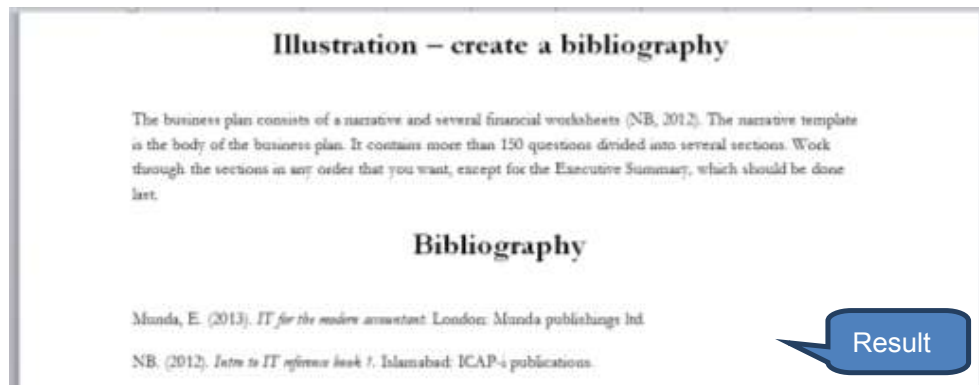 Illustration – create a bibliography
The business plan consists of a narrative and several financial worksheets (NB, 2012). The narrative template
is the body of the business plan. It contains more than 150 questions divided into several sections. Work
through the sections in any order that you want, except for the Executive Summary, which should be done
last.
Bibliography
Munda, E. (2013). IT for the modern accountant. London: Munda publishings ltd.
NB. (2012). Intro to IT reference book 1. Islamabad: ICAP-i publications.
Result